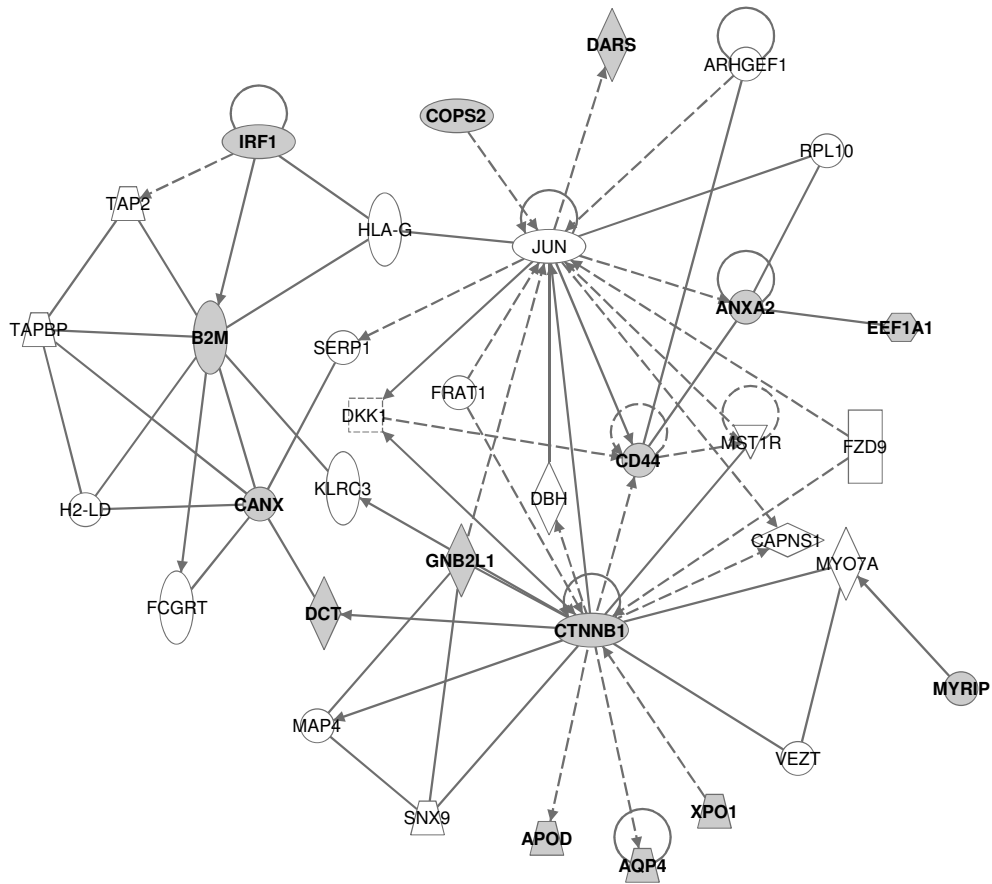 DARS
ARHGEF1
COPS2
IRF1
RPL10
TAP2
HLA-G
JUN
ANXA2
EEF1A1
TAPBP
B2M
SERP1
FRAT1
DKK1
MST1R
FZD9
CD44
KLRC3
DBH
H2-LD
CANX
CAPNS1
GNB2L1
MYO7A
FCGRT
DCT
CTNNB1
MYRIP
MAP4
VEZT
SNX9
XPO1
APOD
AQP4